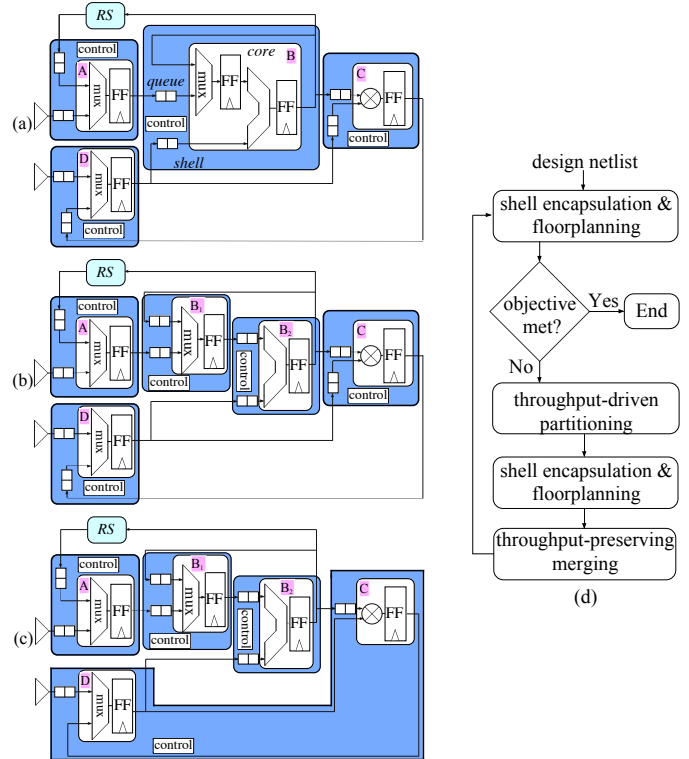 RS
control
core
A
B
C
mux
FF
queue
mux
FF
FF
FF
(a)
control
control
shell
D
mux
FF
control
RS
control
B₁
B₂
C
A
mux
FF
mux
FF
FF
FF
(b)
control
control
control
D
mux
FF
control
RS
control
B₁
B₂
C
A
mux
FF
mux
FF
FF
FF
(c)
control
control
D
mux
FF
control
design netlist
shell encapsulation &
floorplanning
objective
met?
Yes
End
No
throughput-driven
partitioning
shell encapsulation &
floorplanning
throughput-preserving
merging
(d)